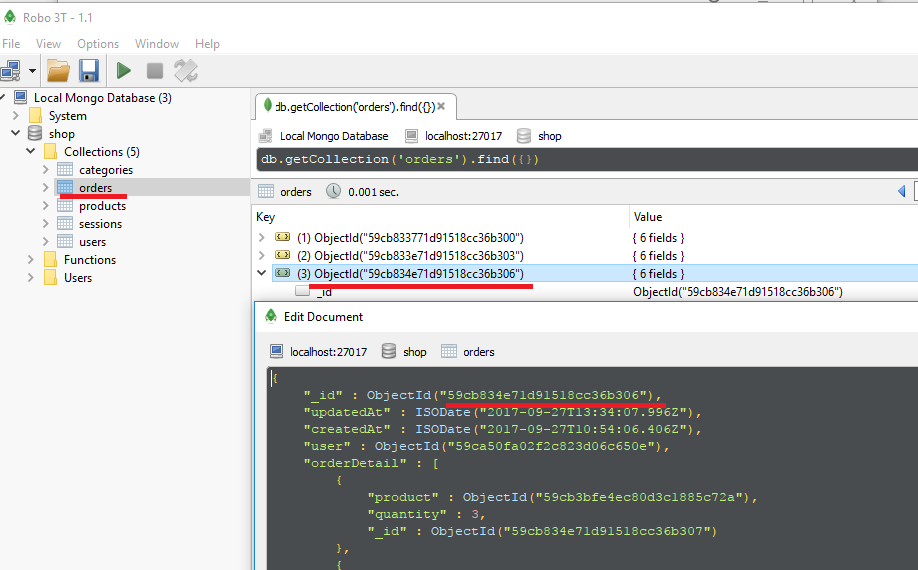 Robo 3T - 1.1
File View Options Window Help
Local Mongo Database (3)
System
shop
Collections (5)
categories
orders
products
sessions
users
Functions
Users
db.getCollection('orders').find({})
Local Mongo Database localhost:27017 shop
db.getCollection('orders').find({})
orders 0.001 sec.
Key Value
(1) ObjectId("59cb833771d91518cc36b300") { 6 fields }
(2) ObjectId("59cb833e71d91518cc36b303") { 6 fields }
(3) ObjectId("59cb834e71d91518cc36b306") { 6 fields }
_id ObjectId("59cb834e71d91518cc36b306")
Edit Document
localhost:27017 shop orders
{
"_id" : ObjectId("59cb834e71d91518cc36b306"),
"updatedAt" : ISODate("2017-09-27T13:34:07.996Z"),
"createdAt" : ISODate("2017-09-27T10:54:06.406Z"),
"user" : ObjectId("59ca50fa02f2c823d06c650e"),
"orderDetail" : [
{
"product" : ObjectId("59cb3bfe4ec80d3c1885c72a"),
"quantity" : 3,
"_id" : ObjectId("59cb834e71d91518cc36b307")
},
{